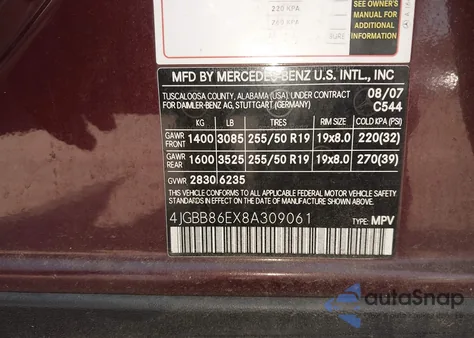 220 KPA
260 KPA
SEE OWNER'S
MANUAL FOR
ADDITIONAL
INFORMATION
MFD BY MERCEDES-BENZ U.S. INTL., INC
TUSCALOOSA COUNTY, ALABAMA (USA) UNDER CONTRACT
FOR DAIMLER-BENZ AG, STUTTGART (GERMANY)
08/07
C544
KG LB TIRES RIM SIZE COLD KPA (PSI)
GAWR FRONT 1400 3085 255/50 R19 19x8.0 220(32)
GAWR REAR 1600 3525 255/50 R19 19x8.0 270(39)
GVWR 2830 6235
THIS VEHICLE CONFORMS TO ALL APPLICABLE FEDERAL MOTOR VEHICLE SAFETY
STANDARDS IN EFFECT ON THE DATE OF MANUFACTURE SHOWN ABOVE.
4JGBB86EX8A309061
TYPE: MPV
autoSnap